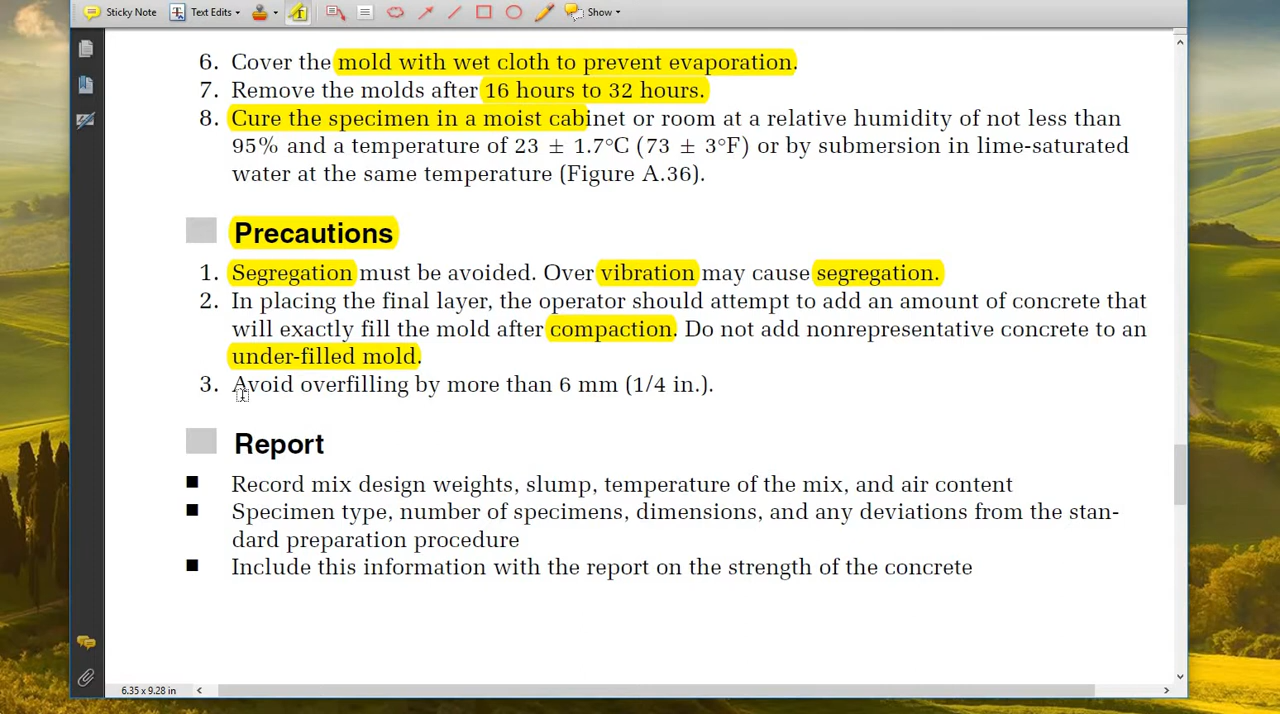 Sticky Note Text Edits Show
6. Cover the mold with wet cloth to prevent evaporation.
7. Remove the molds after 16 hours to 32 hours.
8. Cure the specimen in a moist cabinet or room at a relative humidity of not less than
95% and a temperature of 23 ± 1.7°C (73 ± 3°F) or by submersion in lime-saturated
water at the same temperature (Figure A.36).
Precautions
1. Segregation must be avoided. Over vibration may cause segregation.
2. In placing the final layer, the operator should attempt to add an amount of concrete that
will exactly fill the mold after compaction. Do not add nonrepresentative concrete to an
under-filled mold.
3. Avoid overfilling by more than 6 mm (1/4 in.).
Report
■ Record mix design weights, slump, temperature of the mix, and air content
■ Specimen type, number of specimens, dimensions, and any deviations from the stan-
dard preparation procedure
■ Include this information with the report on the strength of the concrete
6.35 x 9.28 in